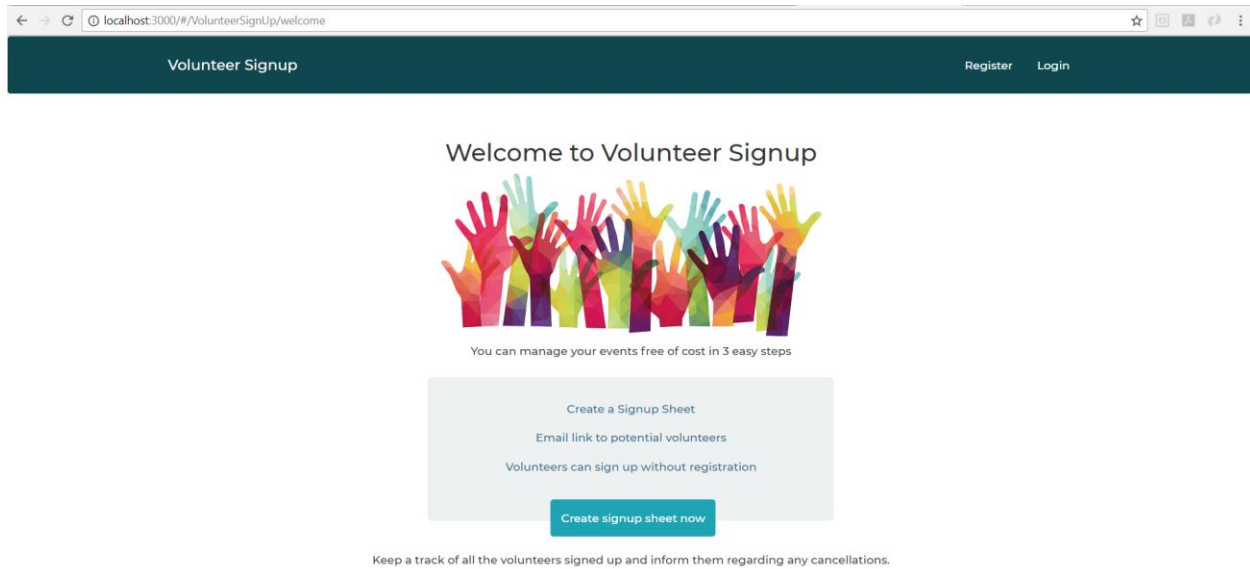 localhost:3000/#/VolunteerSignUp/welcome
Volunteer Signup
Register Login
Welcome to Volunteer Signup
You can manage your events free of cost in 3 easy steps
Create a Signup Sheet
Email link to potential volunteers
Volunteers can sign up without registration
Create signup sheet now
Keep a track of all the volunteers signed up and inform them regarding any cancellations.